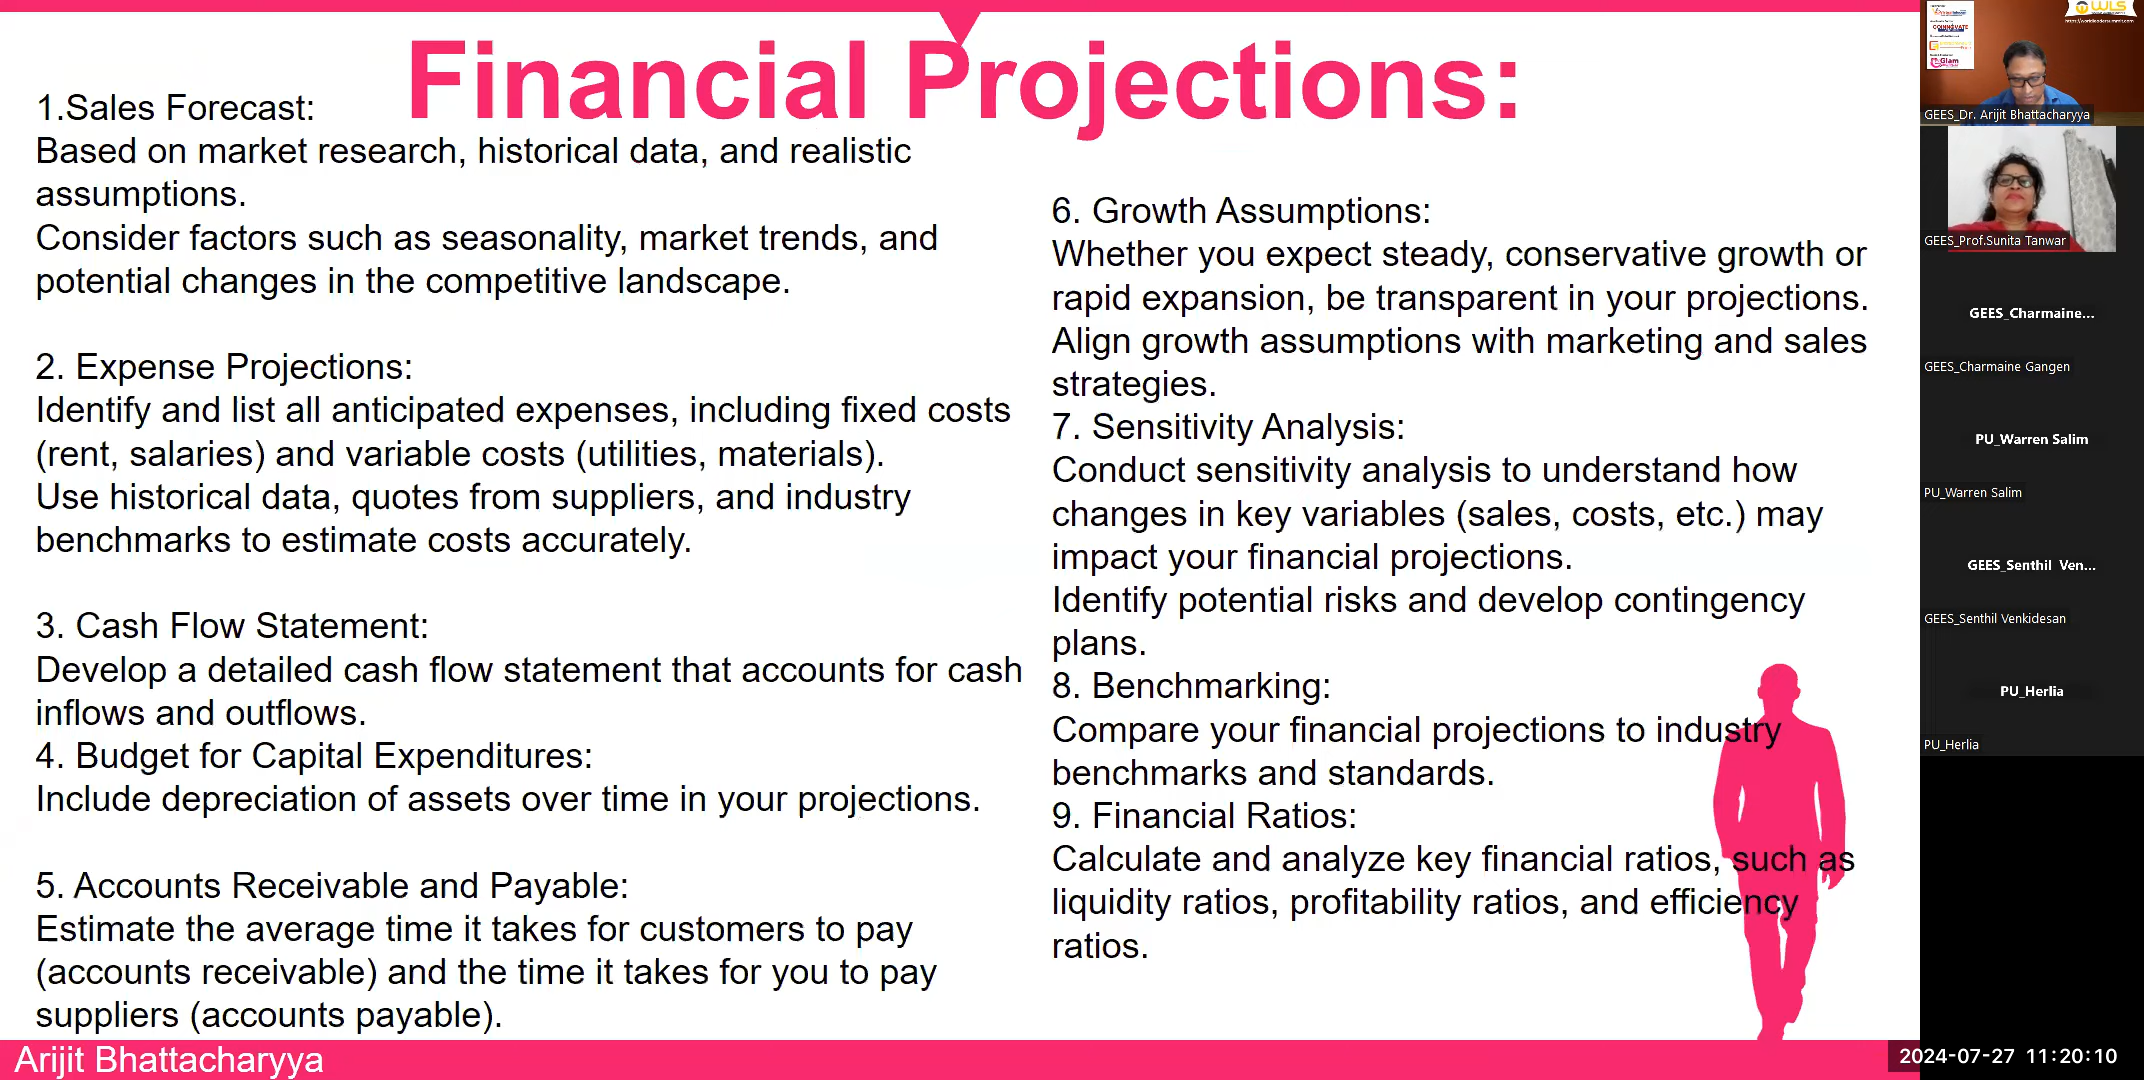 Financial Projections:
1.Sales Forecast:
Based on market research, historical data, and realistic
assumptions.
Consider factors such as seasonality, market trends, and
potential changes in the competitive landscape.
2. Expense Projections:
Identify and list all anticipated expenses, including fixed costs
(rent, salaries) and variable costs (utilities, materials).
Use historical data, quotes from suppliers, and industry
benchmarks to estimate costs accurately.
3. Cash Flow Statement:
Develop a detailed cash flow statement that accounts for cash
inflows and outflows.
4. Budget for Capital Expenditures:
Include depreciation of assets over time in your projections.
5. Accounts Receivable and Payable:
Estimate the average time it takes for customers to pay
(accounts receivable) and the time it takes for you to pay
suppliers (accounts payable).
6. Growth Assumptions:
Whether you expect steady, conservative growth or
rapid expansion, be transparent in your projections.
Align growth assumptions with marketing and sales
strategies.
7. Sensitivity Analysis:
Conduct sensitivity analysis to understand how
changes in key variables (sales, costs, etc.) may
impact your financial projections.
Identify potential risks and develop contingency
plans.
8. Benchmarking:
Compare your financial projections to industry
benchmarks and standards.
9. Financial Ratios:
Calculate and analyze key financial ratios, such as
liquidity ratios, profitability ratios, and efficiency
ratios.
Arijit Bhattacharyya
WLS
GEES_Dr. Arijit Bhattacharyya
GEES_Prof.Sunita Tanwar
GEES_Charmaine...
GEES_Charmaine Gangen
PU_Warren Salim
PU_Warren Salim
GEES_Senthil Ven...
GEES_Senthil Venkidesan
PU_Herlia
PU_Herlia
2024-07-27 11:20:10